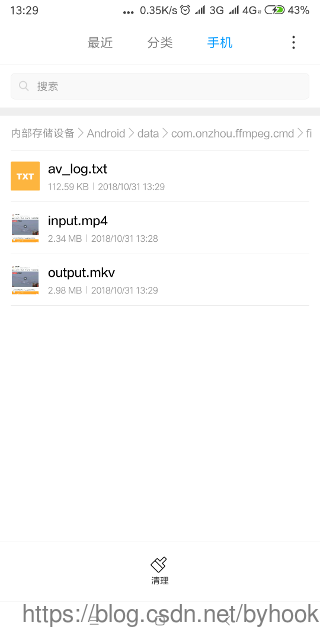 13:29 ... 0.35K/s 3G 4G 43%
最近 分类 手机
搜索
内部存储设备 > Android > data > com.onzhou.ffmpeg.cmd > fi
TXT
av_log.txt
112.59 KB | 2018/10/31 13:29
input.mp4
2.34 MB | 2018/10/31 13:28
output.mkv
2.98 MB | 2018/10/31 13:29
清理
https://blog.csdn.net/byhook